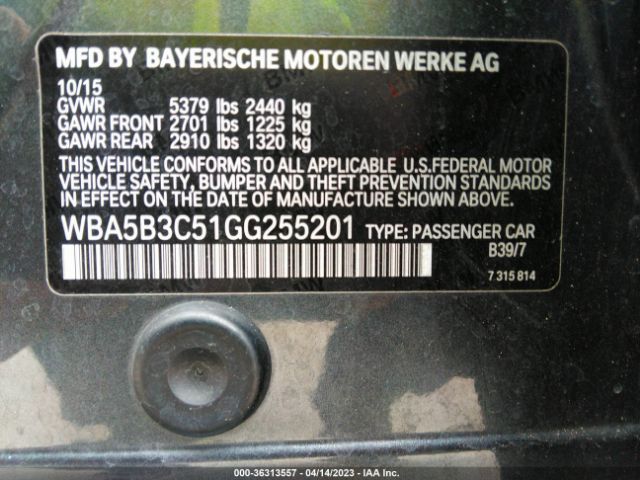 MFD BY BAYERISCHE MOTOREN WERKE AG
10/15
GVWR 5379 lbs 2440 kg
GAWR FRONT 2701 lbs 1225 kg
GAWR REAR 2910 lbs 1320 kg
THIS VEHICLE CONFORMS TO ALL APPLICABLE U.S.FEDERAL MOTOR
VEHICLE SAFETY, BUMPER AND THEFT PREVENTION STANDARDS
IN EFFECT ON THE DATE OF MANUFACTURE SHOWN ABOVE.
WBA5B3C51GG255201 TYPE: PASSENGER CAR
B39/7
7 315 814
000-36313557 - 04/14/2023 - IAA Inc.